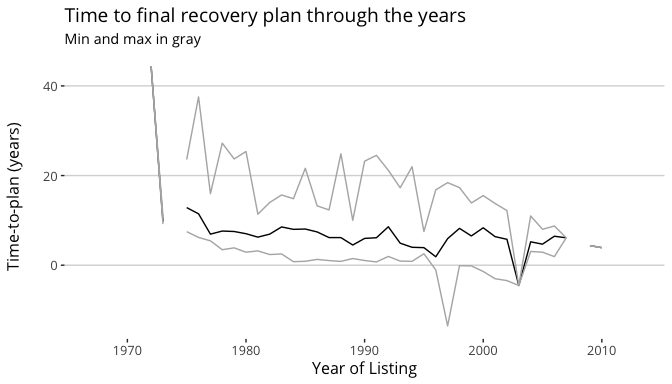 Time to final recovery plan through the years
Min and max in gray
Time-to-plan (years)
40
20
0
1970 1980 1990 2000 2010
Year of Listing